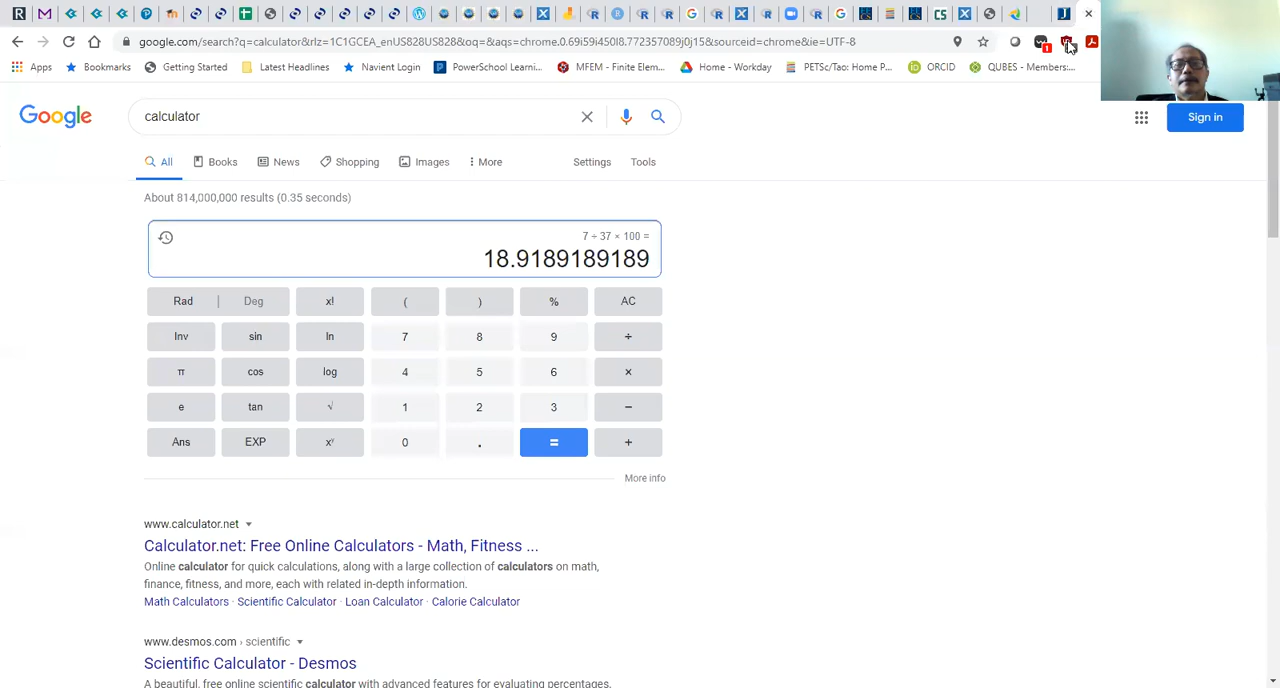 google.com/search?q=calculator&rlz=1C1GCEA_enUS828US828&oq=&aqs=chrome.0.69i59i450l8.772357089j0j15&sourceid=chrome&ie=UTF-8
Apps Bookmarks Getting Started Latest Headlines Navient Login Powerful Learni... MFEM - Finite Elem... Home - Workday PETSc/Tao: Home P... ORCID QUBES - Members:...
Google
calculator
Sign in
All Books News Shopping Images More Settings Tools
About 814,000,000 results (0.35 seconds)
7 ÷ 37 × 100 =
18.9189189189
Rad | Deg x! ( ) % AC
Inv sin ln 7 8 9 ÷
π cos log 4 5 6 ×
e tan √ 1 2 3 −
Ans EXP xʸ 0 . = +
More info
www.calculator.net
Calculator.net: Free Online Calculators - Math, Fitness ...
Online calculator for quick calculations, along with a large collection of calculators on math,
finance, fitness, and more, each with related in-depth information.
Math Calculators · Scientific Calculator · Loan Calculator · Calorie Calculator
www.desmos.com › scientific
Scientific Calculator - Desmos
A beautiful, free online scientific calculator with advanced features for evaluating percentages,